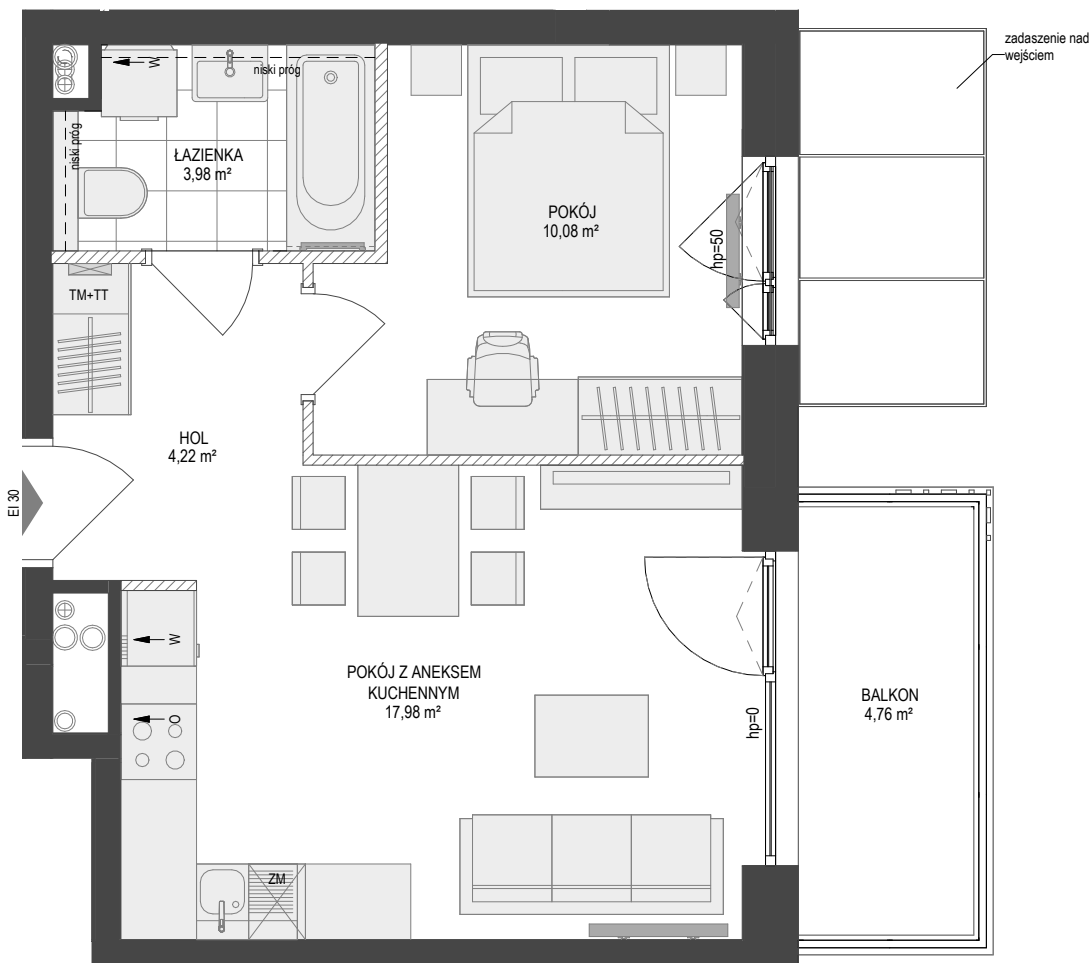 zadaszenie nad
wejściem
W
niski próg
niski próg
ŁAZIENKA
3,98 m²
POKÓJ
10,08 m²
hp=50
TM+TT
HOL
4,22 m²
EI 30
W
POKÓJ Z ANEKSEM
KUCHENNYM
17,98 m²
O
hp=0
BALKON
4,76 m²
ZM